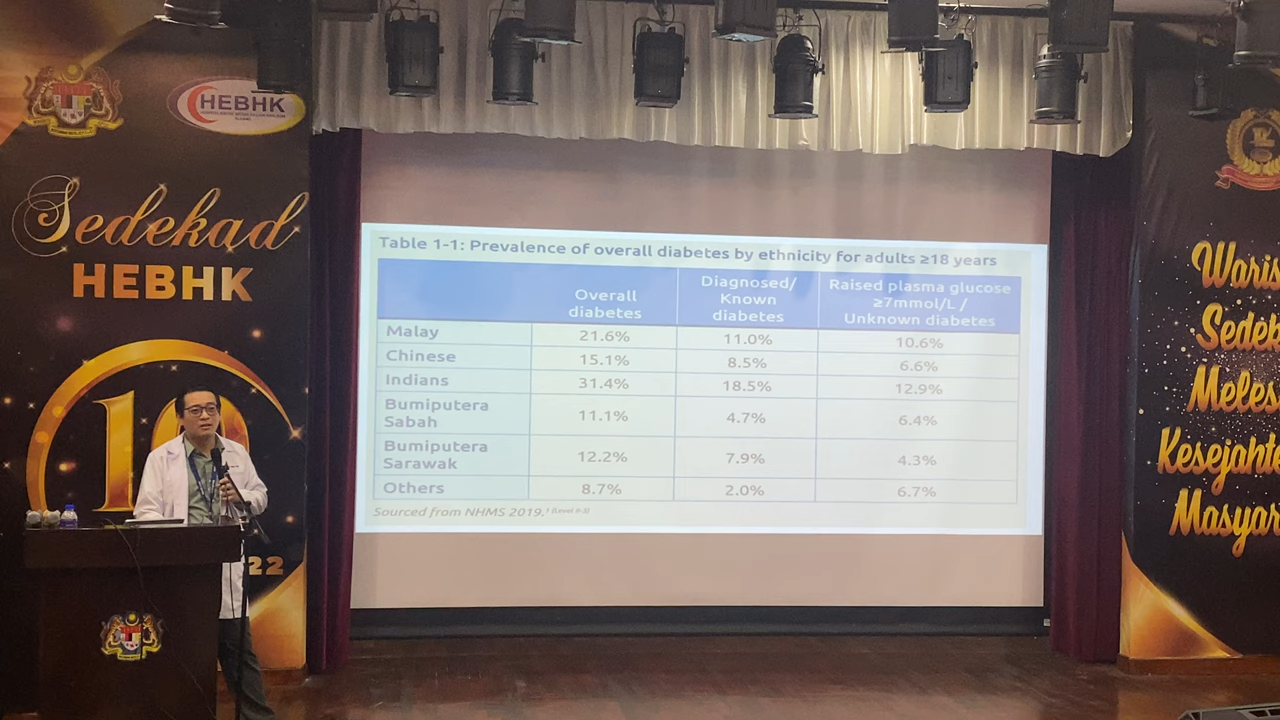 HEBHK
Sedekad
HEBHK
10
22
Table 1-1: Prevalence of overall diabetes by ethnicity for adults ≥18 years
Overall diabetes
Diagnosed/ Known diabetes
Raised plasma glucose ≥7mmol/L / Unknown diabetes
Malay 21.6% 11.0% 10.6%
Chinese 15.1% 8.5% 6.6%
Indians 31.4% 18.5% 12.9%
Bumiputera Sabah 11.1% 4.7% 6.4%
Bumiputera Sarawak 12.2% 7.9% 4.3%
Others 8.7% 2.0% 6.7%
Sourced from NHMS 2019.¹ (Level II-3)
Waris
Sedek
Meles
Kesejahte
Masyar